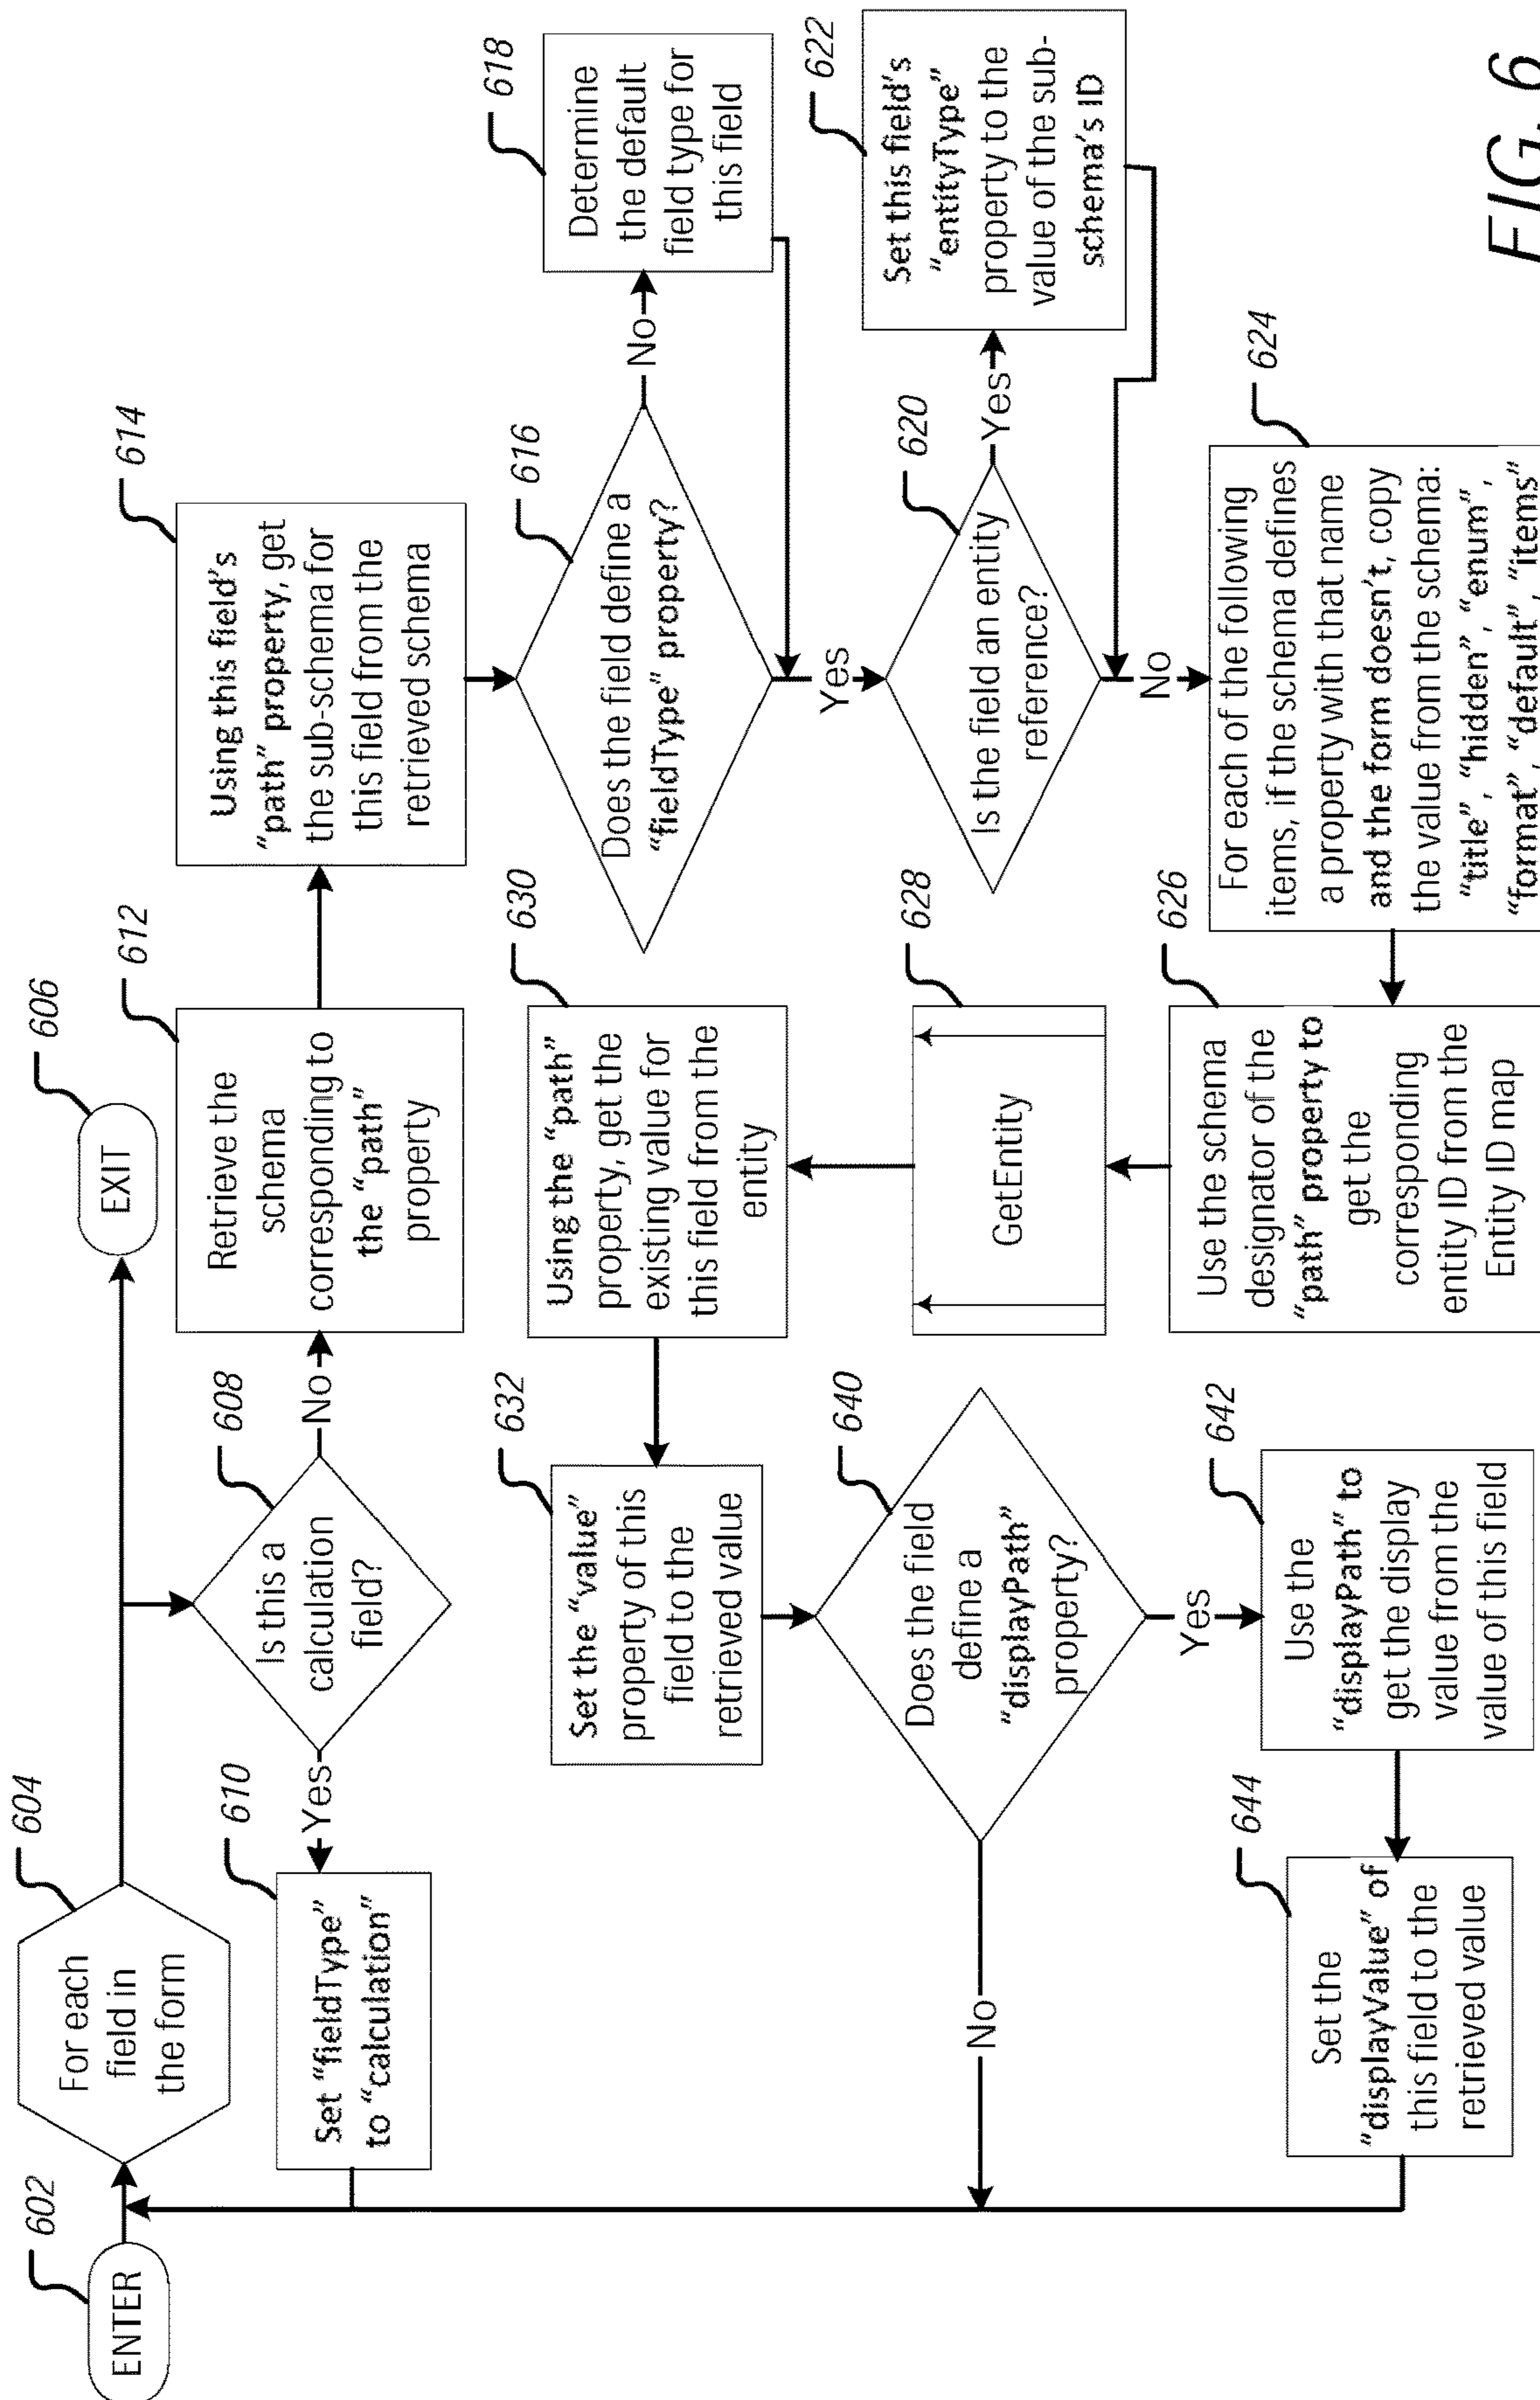 602
ENTER
604
For each
field in
the form
606
EXIT
608
Is this a
calculation
field?
Yes
No
610
Set "fieldType"
to "calculation"
612
Retrieve the
schema
corresponding to
the "path"
property
614
Using this field's
"path" property, get
the sub-schema for
this field from the
retrieved schema
616
Does the field define a
"fieldType" property?
No
Yes
618
Determine
the default
field type for
this field
620
Is the field an entity
reference?
Yes
No
622
Set this field's
"entityType"
property to the
value of the sub-
schema's ID
624
For each of the following
items, if the schema defines
a property with that name
and the form doesn't, copy
the value from the schema:
"title", "hidden", "enum",
"format", "default", "items"
626
Use the schema
designator of the
"path" property to
get the
corresponding
entity ID from the
Entity ID map
628
GetEntity
630
Using the "path"
property, get the
existing value for
this field from the
entity
632
Set the "value"
property of this
field to the
retrieved value
640
Does the field
define a
"displayPath"
property?
No
Yes
642
Use the
"displayPath" to
get the display
value from the
value of this field
644
Set the
"displayValue" of
this field to the
retrieved value
FIG. 6